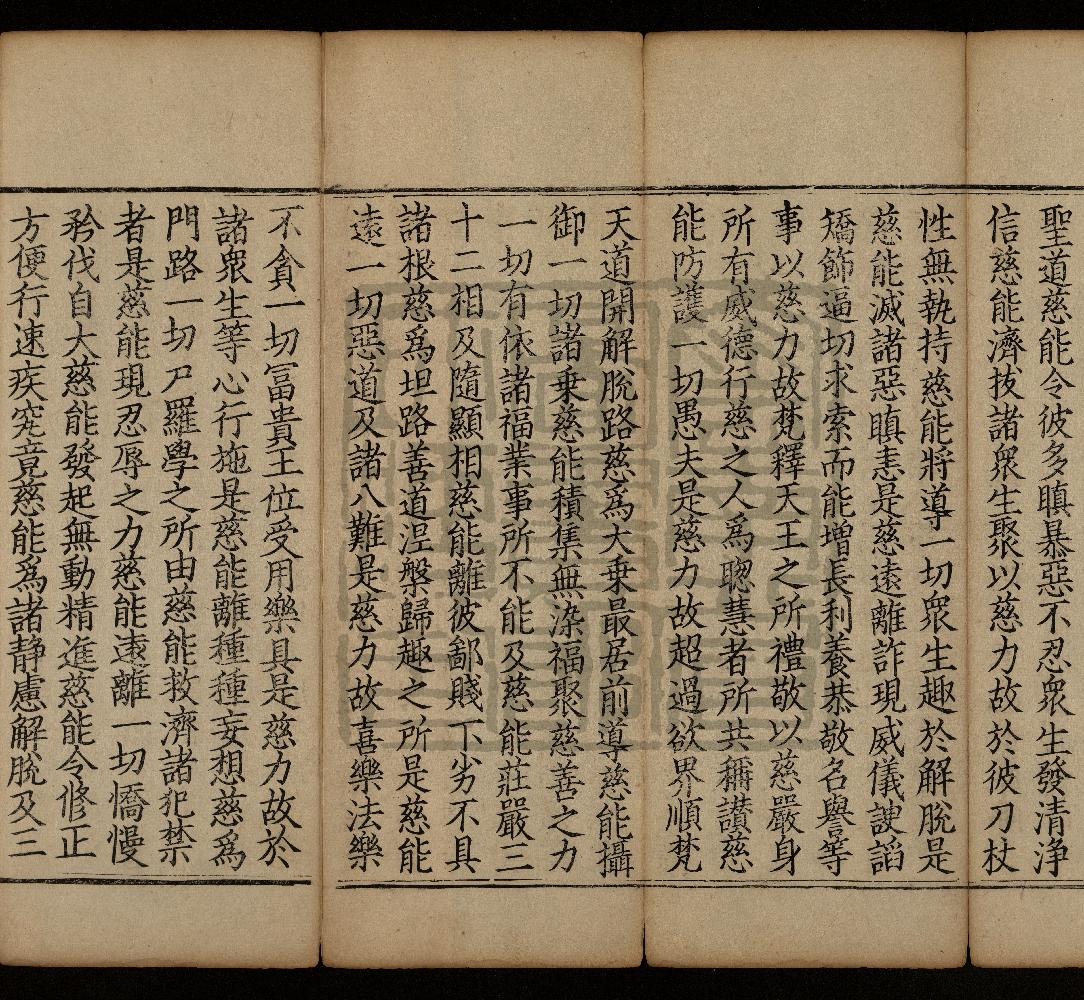 聖道慈能令彼多瞋暴惡不忍衆生發清淨
信慈能濟拔諸衆生聚以慈力故於彼刀杖
性無執持慈能將導一切衆生趣於解脫是
慈能滅諸惡瞋恚是慈遠離詐現威儀諛謟
矯飾逼切求索而能增長利養恭敬名譽等
事以慈力故梵釋天王之所禮敬以慈嚴身
所有威德行慈之人爲聰慧者所共稱讃慈
能防護一切愚夫是慈力故超過欲界順梵
天道開解脫路慈爲大乗最居前導慈能攝
御一切諸乗慈能積集無染福聚慈善之力
一切有依諸福業事所不能及慈能莊嚴三
十二相及隨顯相慈能離彼鄙賤下劣不具
諸根慈爲坦路善道涅槃歸趣之所是慈能
遠一切惡道及諸八難是慈力故喜樂法樂
不貪一切冨貴王位受用樂具是慈力故於
諸衆生等心行施是慈能離種種妄想慈爲
門路一切尸羅學之所由慈能救濟諸犯禁
者是慈能現忍辱之力慈能遠離一切憍慢
矜伐自大慈能發起無動精進慈能令修正
方便行速疾究竟慈能爲諸静慮解脫及三